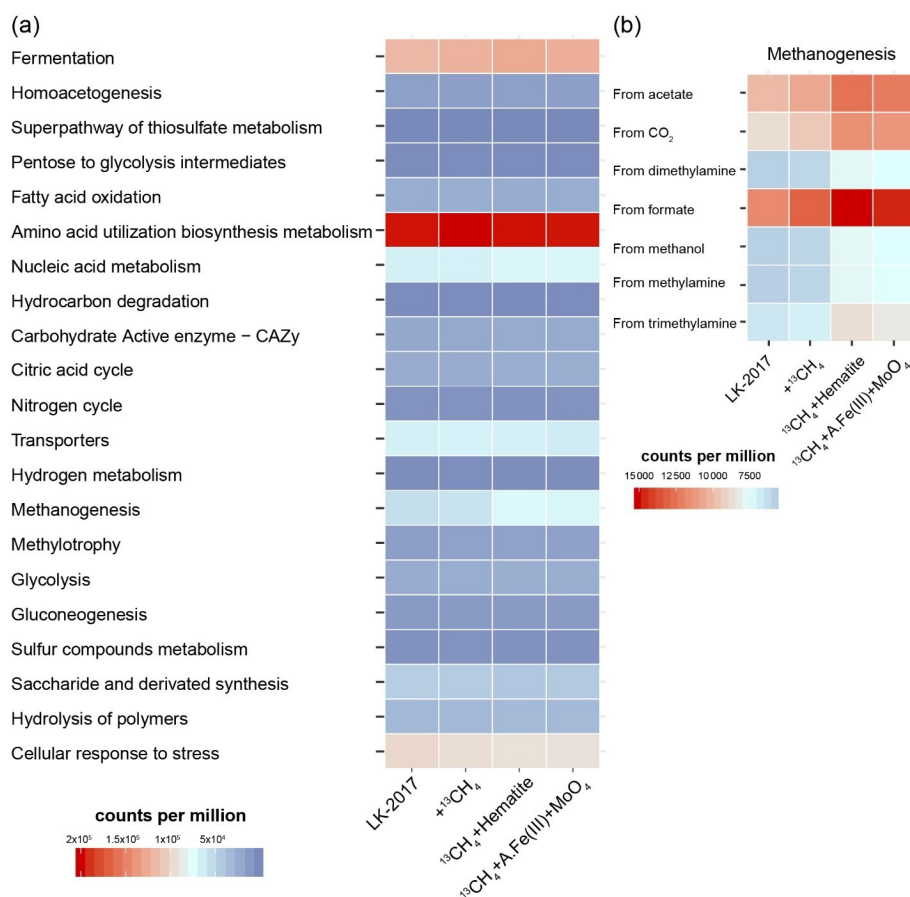 (a)
Fermentation
Homoacetogenesis
Superpathway of thiosulfate metabolism
Pentose to glycolysis intermediates
Fatty acid oxidation
Amino acid utilization biosynthesis metabolism
Nucleic acid metabolism
Hydrocarbon degradation
Carbohydrate Active enzyme − CAZy
Citric acid cycle
Nitrogen cycle
Transporters
Hydrogen metabolism
Methanogenesis
Methylotrophy
Glycolysis
Gluconeogenesis
Sulfur compounds metabolism
Saccharide and derivated synthesis
Hydrolysis of polymers
Cellular response to stress
LK-2017
+¹³CH₄
¹³CH₄+Hematite
¹³CH₄+A.Fe(III)+MoO₄
counts per million
2x10⁵ 1.5x10⁵ 1x10⁵ 5x10⁴
(b)
Methanogenesis
From acetate
From CO₂
From dimethylamine
From formate
From methanol
From methylamine
From trimethylamine
LK-2017
+¹³CH₄
¹³CH₄+Hematite
¹³CH₄+A.Fe(III)+MoO₄
counts per million
15000 12500 10000 7500